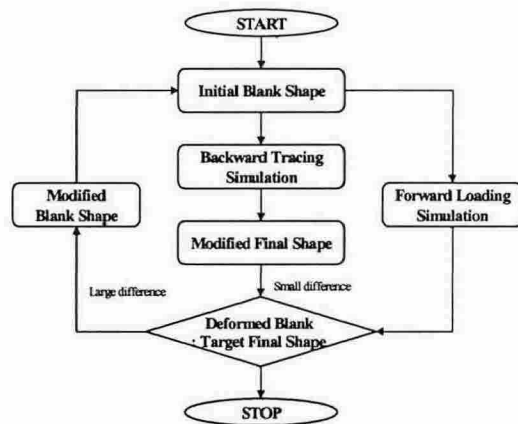 START
Initial Blank Shape
Backward Tracing
Simulation
Modified
Blank Shape
Forward Loading
Simulation
Modified Final Shape
Large difference
Small difference
Deformed Blank
: Target Final Shape
STOP